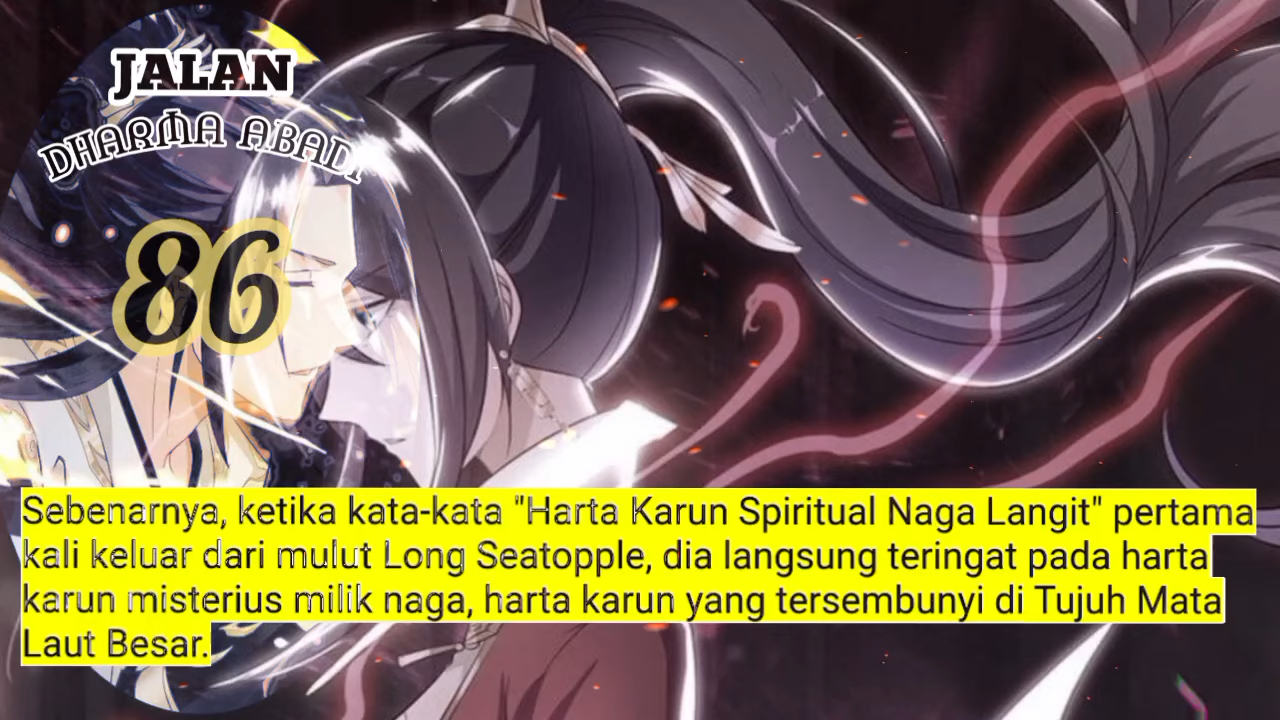 JALAN
DHARMA ABADI
86
Sebenarnya, ketika kata-kata "Harta Karun Spiritual Naga Langit" pertama
kali keluar dari mulut Long Seatopple, dia langsung teringat pada harta
karun misterius milik naga, harta karun yang tersembunyi di Tujuh Mata
Laut Besar.